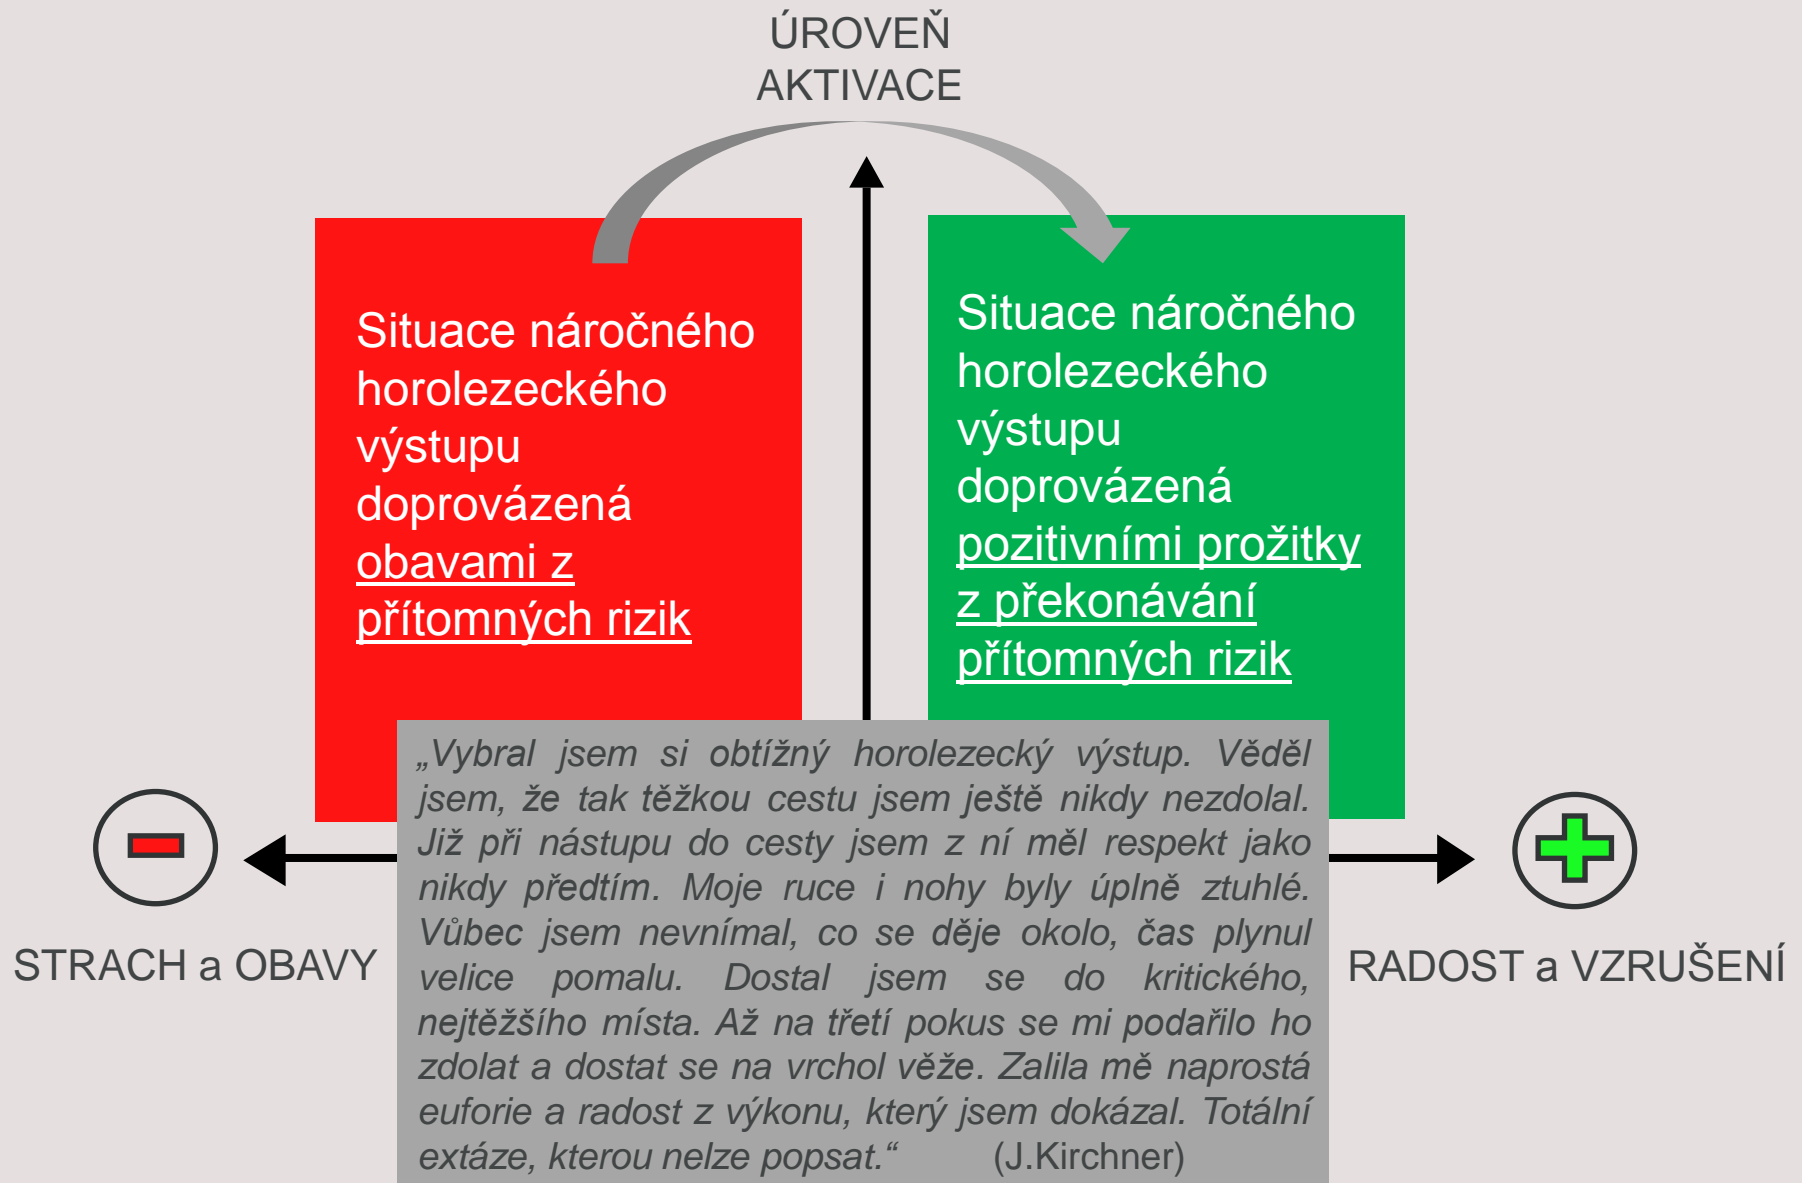 ÚROVEŇ
AKTIVACE
Situace náročného
horolezeckého
výstupu
doprovázená
obavami z
přítomných rizik
Situace náročného
horolezeckého
výstupu
doprovázená
pozitivními prožitky
z překonávání
přítomných rizik
„Vybral jsem si obtížný horolezecký výstup. Věděl
jsem, že tak těžkou cestu jsem ještě nikdy nezdolal.
Již při nástupu do cesty jsem z ní měl respekt jako
nikdy předtím. Moje ruce i nohy byly úplně ztuhlé.
Vůbec jsem nevnímal, co se děje okolo, čas plynul
velice pomalu. Dostal jsem se do kritického,
nejtěžšího místa. Až na třetí pokus se mi podařilo ho
zdolat a dostat se na vrchol věže. Zalila mě naprostá
euforie a radost z výkonu, který jsem dokázal. Totální
extáze, kterou nelze popsat.“ (J.Kirchner)
STRACH a OBAVY
RADOST a VZRUŠENÍ